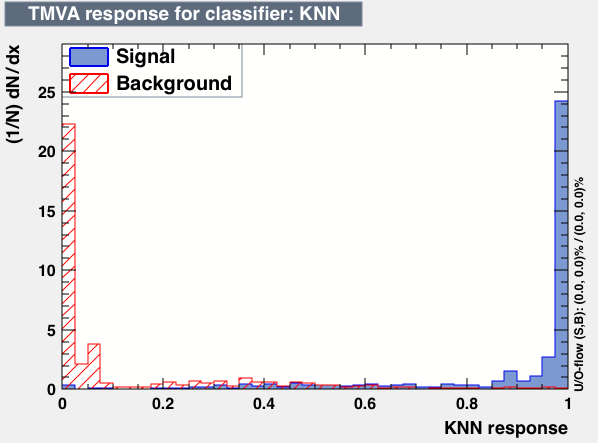 TMVA response for classifier: KNN
Signal
Background
(1/N) dN / dx
25
20
15
10
5
0
0 0.2 0.4 0.6 0.8 1
KNN response
U/O-flow (S,B): (0.0, 0.0)% / (0.0, 0.0)%